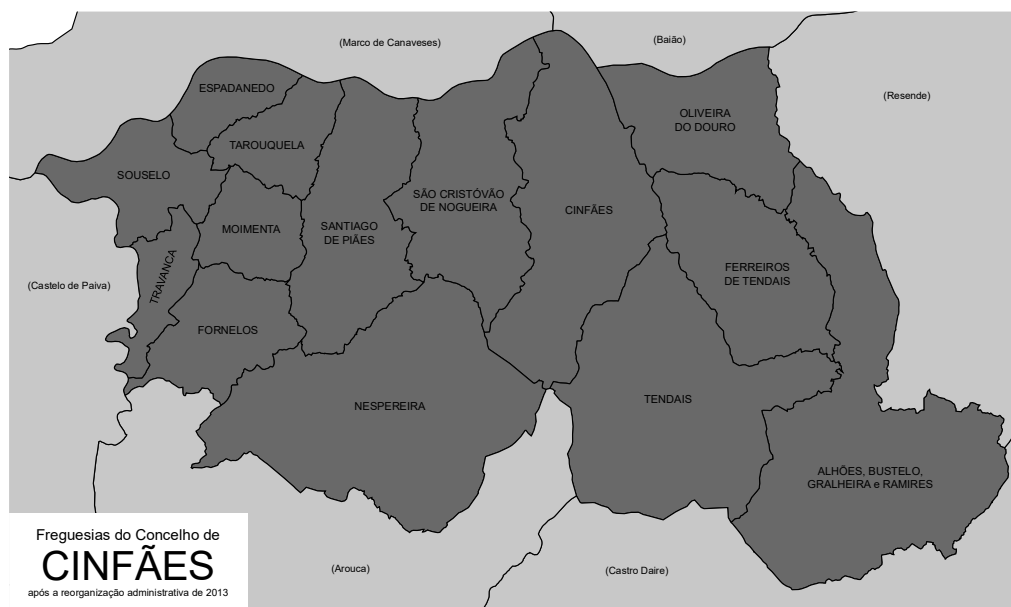 (Marco de Canaveses)
(Baião)
(Resende)
ESPADANEDO
OLIVEIRA
DO DOURO
TAROUQUELA
SOUSELO
SÃO CRISTÓVÃO
DE NOGUEIRA
CINFÃES
MOIMENTA
SANTIAGO
DE PIÃES
TRAVANCA
FERREIROS
DE TENDAIS
(Castelo de Paiva)
FORNELOS
NESPEREIRA
TENDAIS
ALHÕES, BUSTELO,
GRALHEIRA e RAMIRES
(Arouca)
(Castro Daire)
Freguesias do Concelho de
CINFÃES
após a reorganização administrativa de 2013